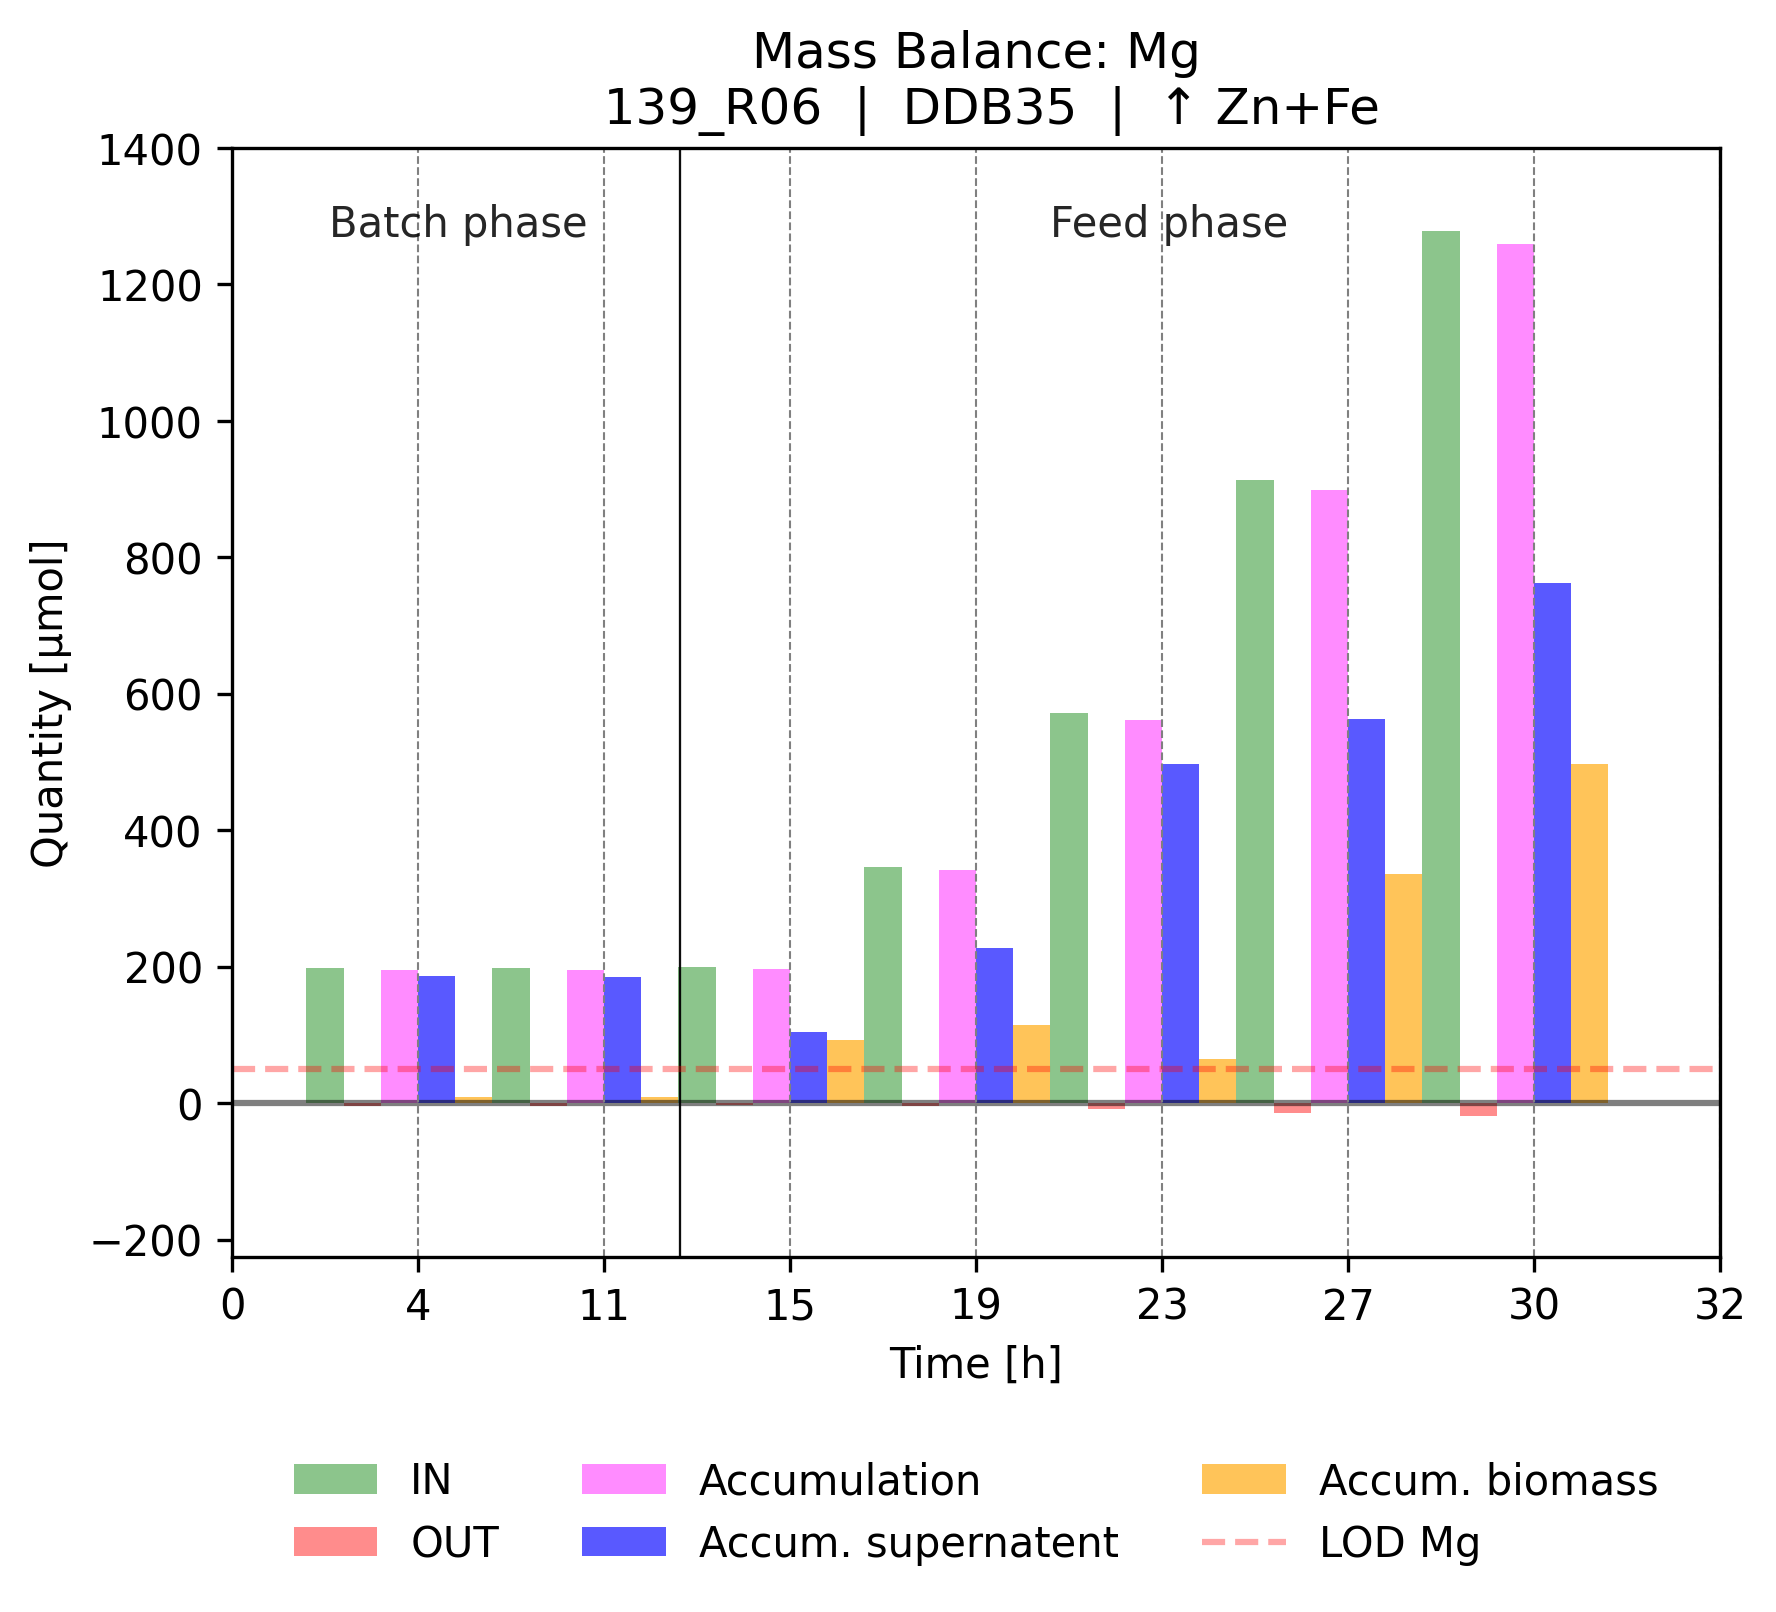 Mass Balance: Mg
139_R06 | DDB35 | ↑ Zn+Fe
Batch phase
Feed phase
1400
1200
1000
800
600
400
200
0
−200
Quantity [µmol]
0 4 11 15 19 23 27 30 32
Time [h]
IN
OUT
Accumulation
Accum. supernatent
Accum. biomass
LOD Mg